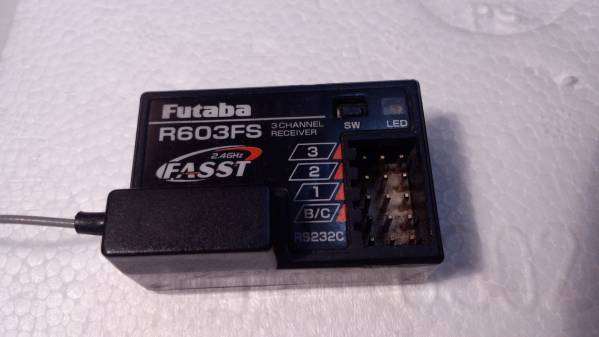 Futaba
R603FS
3 CHANNEL
RECEIVER
SW
LED
2.4GHz
FASST
3
2
1
B/C
RS232C